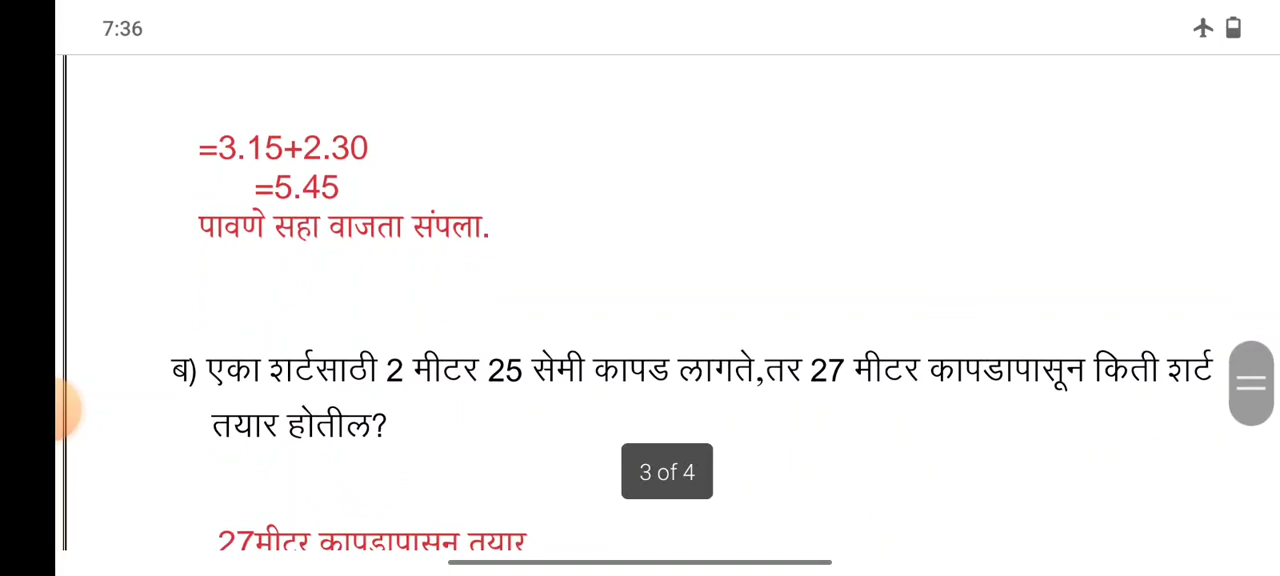 7:36
=3.15+2.30
=5.45
पावणे सहा वाजता संपला.
ब) एका शर्टसाठी 2 मीटर 25 सेमी कापड लागते,तर 27 मीटर कापडापासून किती शर्ट
तयार होतील?
3 of 4
27मीटर कापडापासून तयार